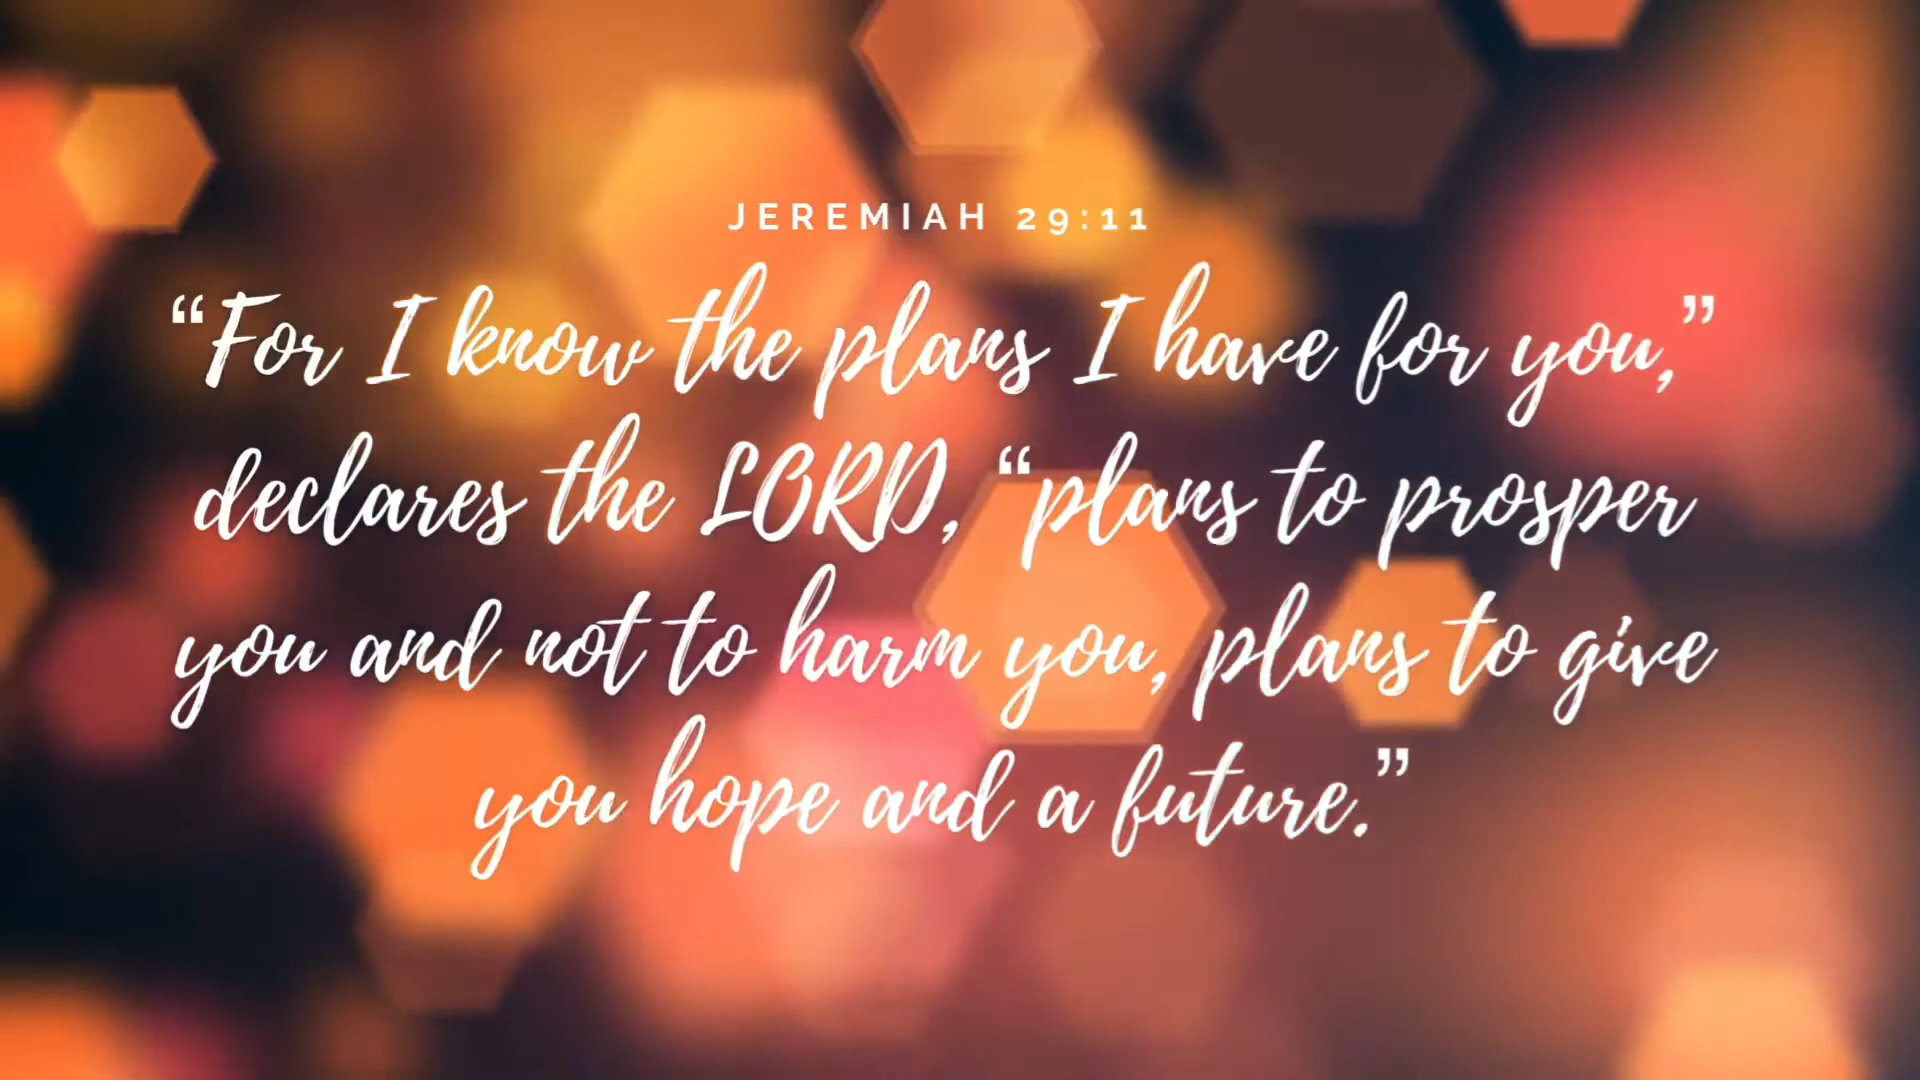 JEREMIAH 29:11
“For I know the plans I have for you,”
declares the LORD, “plans to prosper
you and not to harm you, plans to give
you hope and a future.”